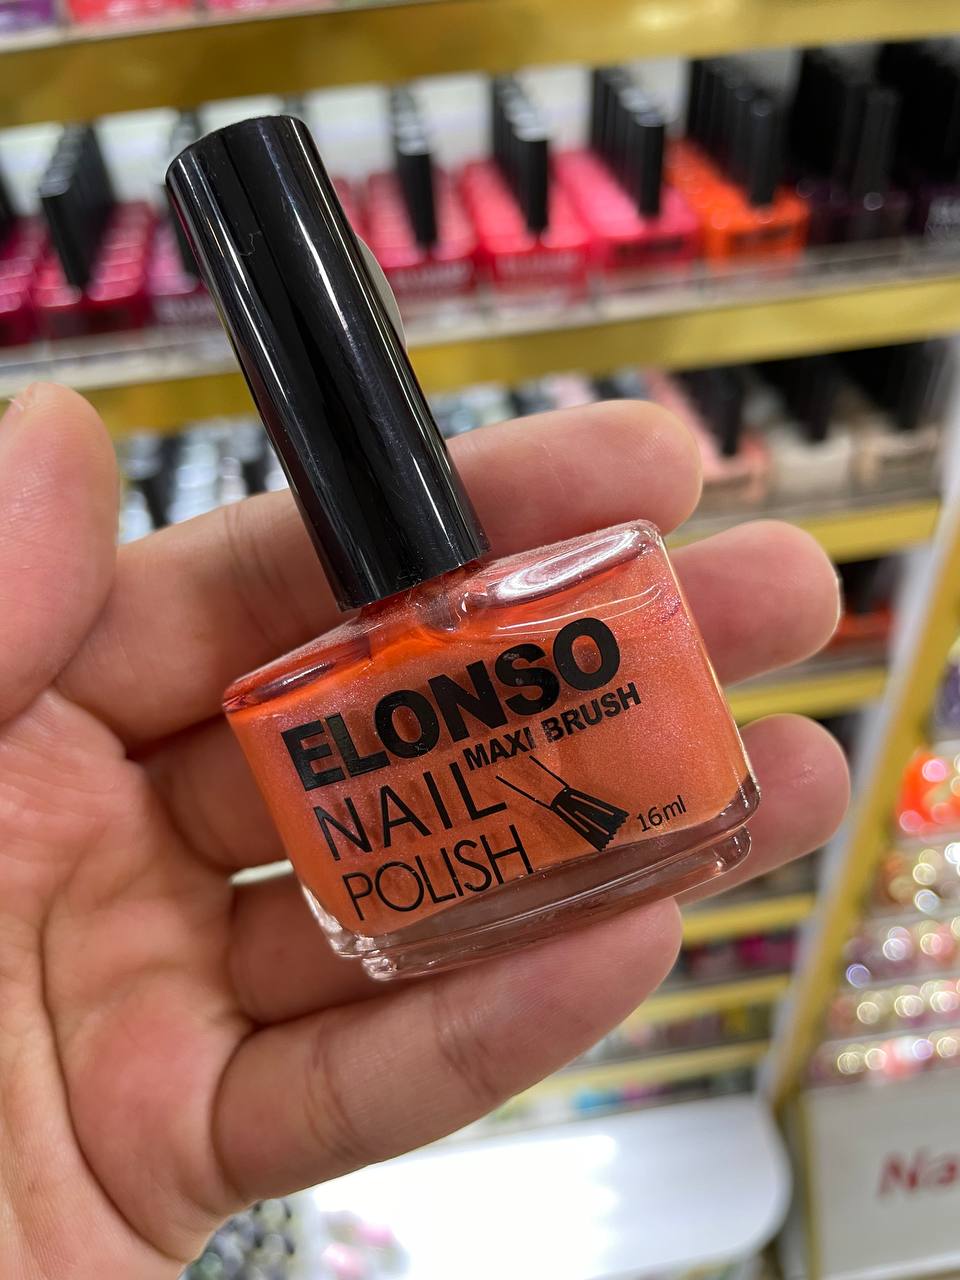 ELONSO
MAXI BRUSH
NAIL
POLISH
16ml